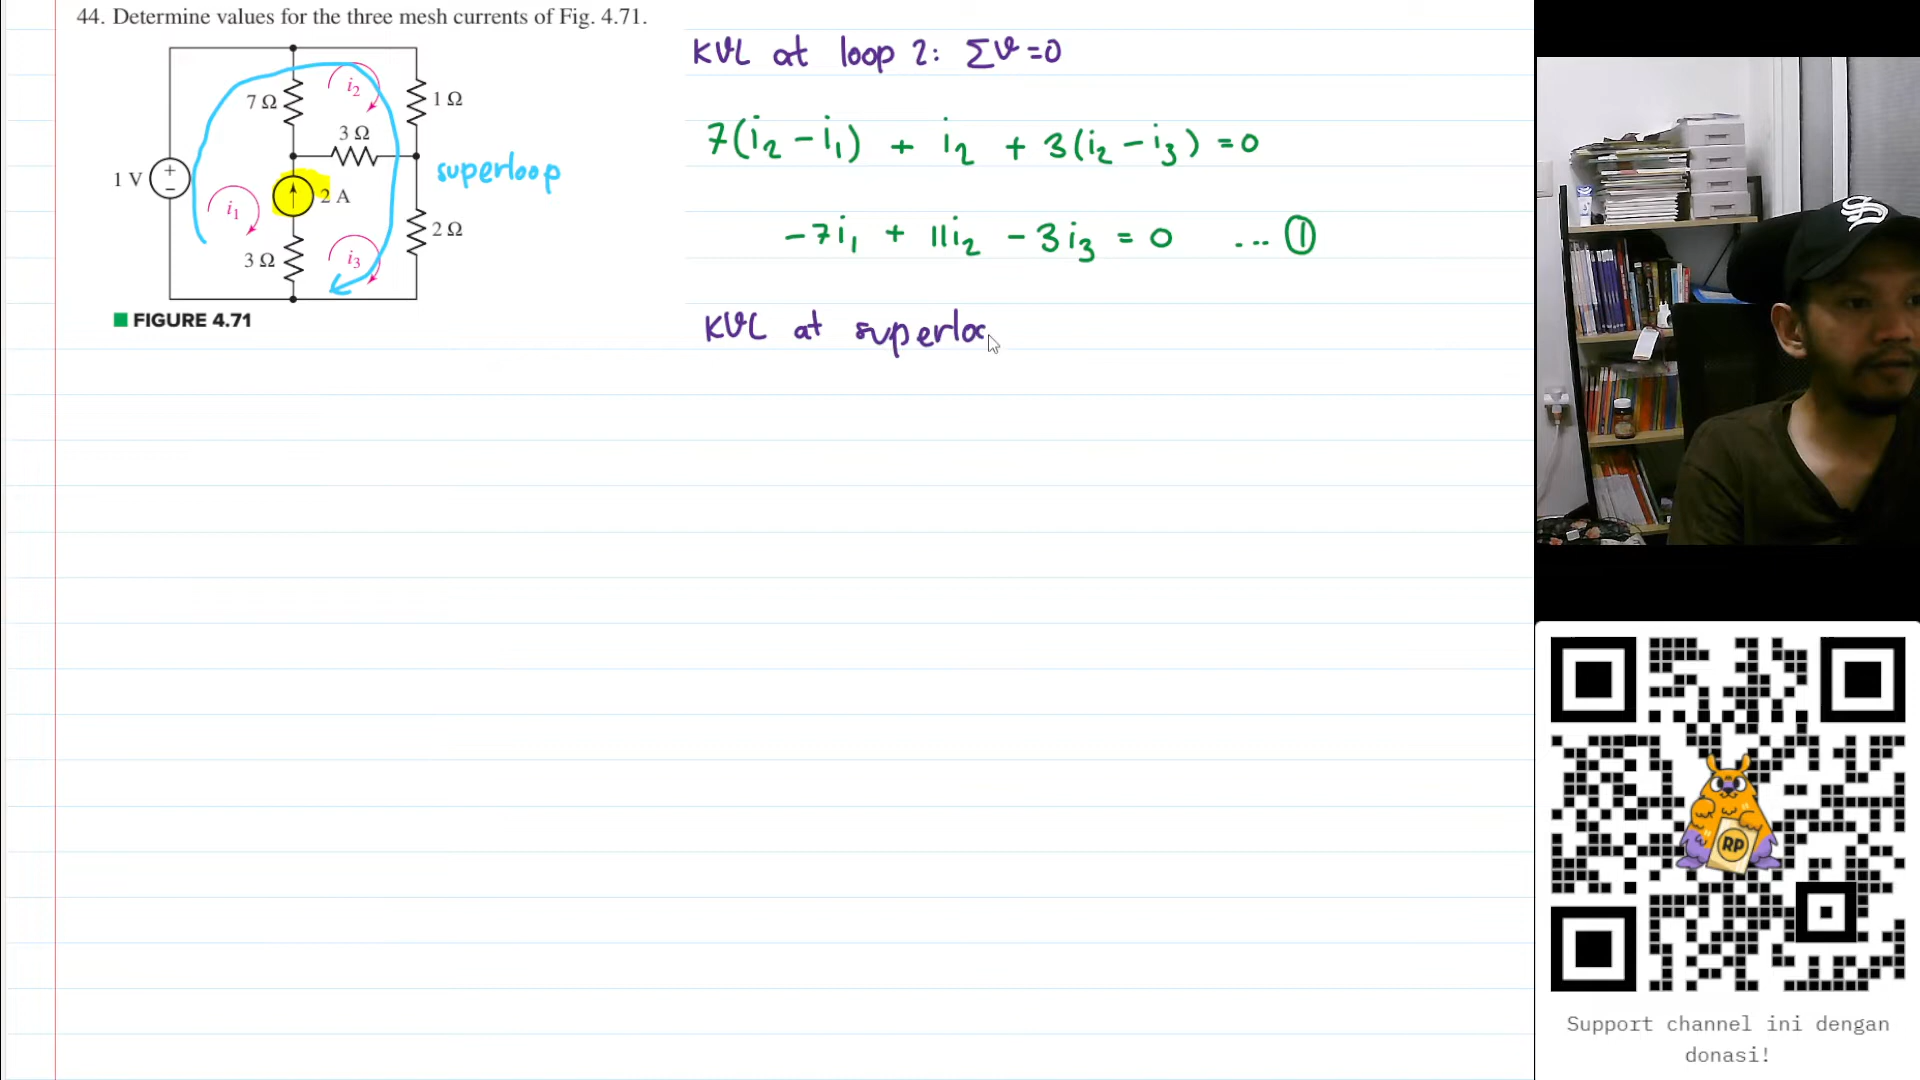 44. Determine values for the three mesh currents of Fig. 4.71.
7 Ω
i2
1 Ω
3 Ω
1 V
+
−
i1
2 A
superloop
3 Ω
i3
2 Ω
FIGURE 4.71
KVL at loop 2: Σv=0
7(i2 − i1) + i2 + 3(i2 − i3) = 0
−7i1 + 11i2 − 3i3 = 0 ... ①
KVL at superloo
RP
Support channel ini dengan
donasi!